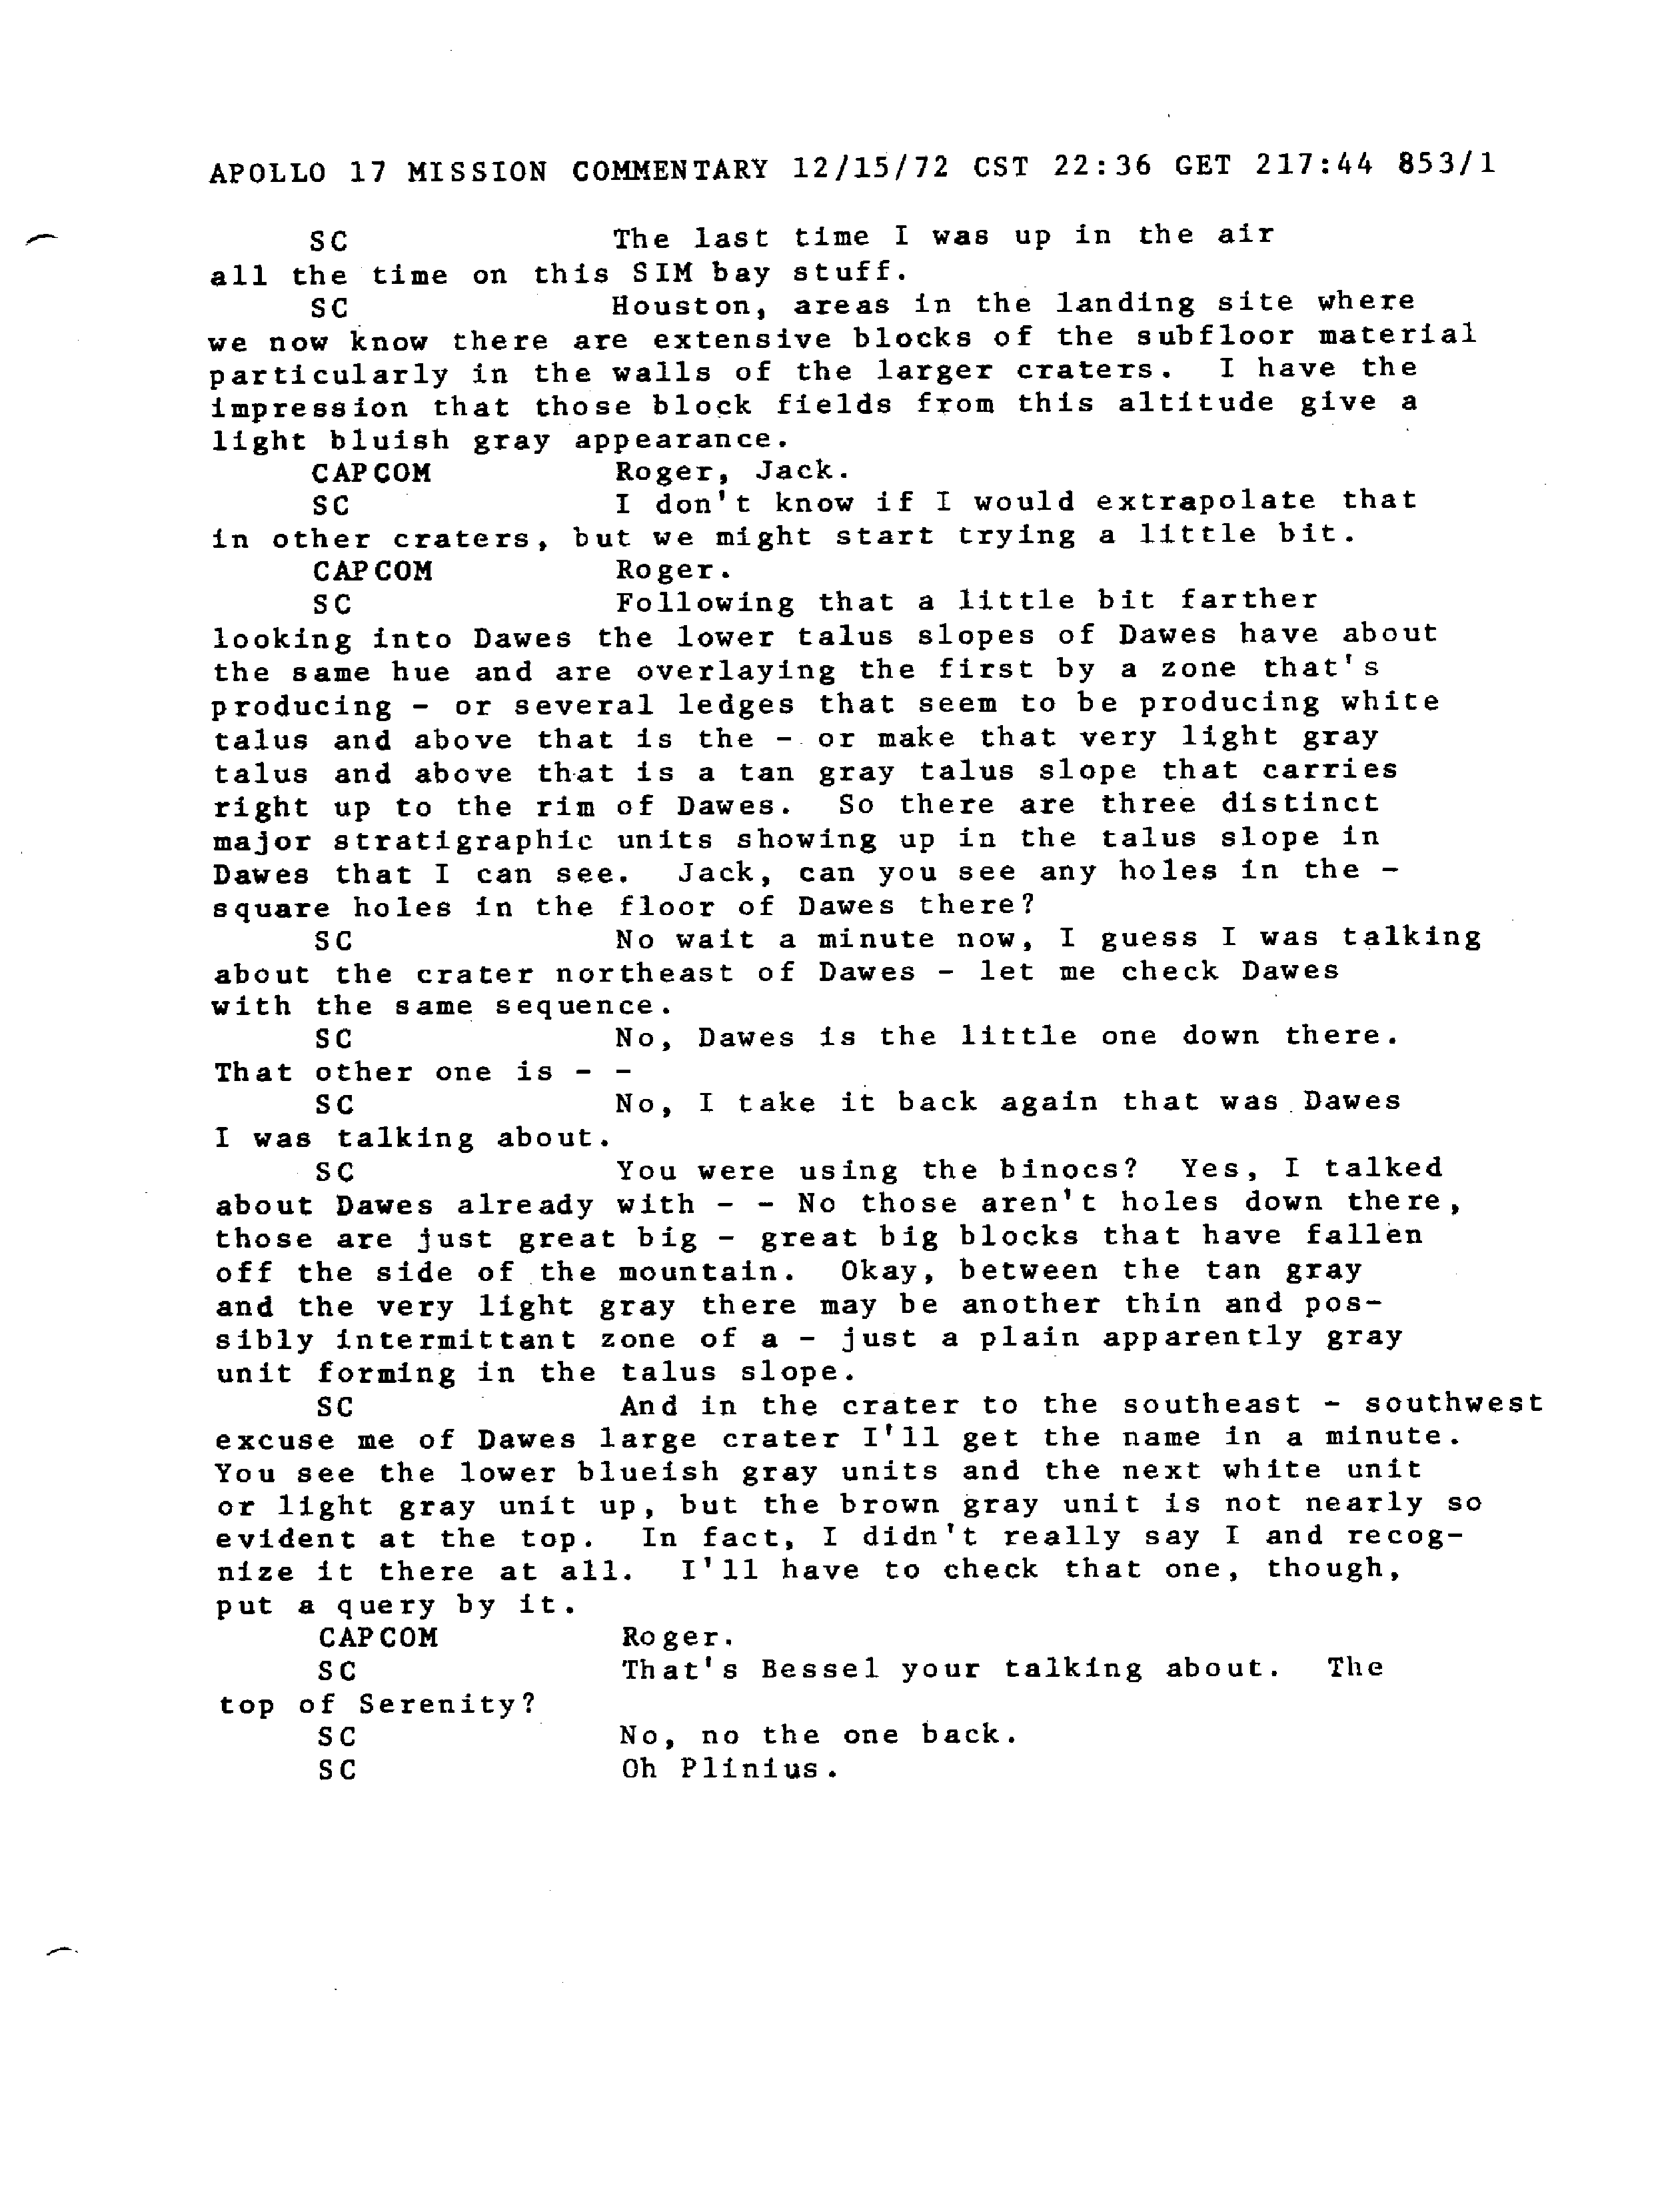 APOLLO 17 MISSION COMMENTARY 12/15/72 CST 22:36 GET 217:44 853/1
SC The last time I was up in the air
all the time on this SIM bay stuff.
SC Houston, areas in the landing site where
we now know there are extensive blocks of the subfloor material
particularly in the walls of the larger craters. I have the
impression that those block fields from this altitude give a
light bluish gray appearance.
CAPCOM Roger, Jack.
SC I don't know if I would extrapolate that
in other craters, but we might start trying a little bit.
CAPCOM Roger.
SC Following that a little bit farther
looking into Dawes the lower talus slopes of Dawes have about
the same hue and are overlaying the first by a zone that's
producing - or several ledges that seem to be producing white
talus and above that is the - or make that very light gray
talus and above that is a tan gray talus slope that carries
right up to the rim of Dawes. So there are three distinct
major stratigraphic units showing up in the talus slope in
Dawes that I can see. Jack, can you see any holes in the -
square holes in the floor of Dawes there?
SC No wait a minute now, I guess I was talking
about the crater northeast of Dawes - let me check Dawes
with the same sequence.
SC No, Dawes is the little one down there.
That other one is - -
SC No, I take it back again that was Dawes
I was talking about.
SC You were using the binocs? Yes, I talked
about Dawes already with - - No those aren't holes down there,
those are just great big - great big blocks that have fallen
off the side of the mountain. Okay, between the tan gray
and the very light gray there may be another thin and pos-
sibly intermittant zone of a - just a plain apparently gray
unit forming in the talus slope.
SC And in the crater to the southeast - southwest
excuse me of Dawes large crater I'll get the name in a minute.
You see the lower blueish gray units and the next white unit
or light gray unit up, but the brown gray unit is not nearly so
evident at the top. In fact, I didn't really say I and recog-
nize it there at all. I'll have to check that one, though,
put a query by it.
CAPCOM Roger.
SC That's Bessel your talking about. The
top of Serenity?
SC No, no the one back.
SC Oh Plinius.